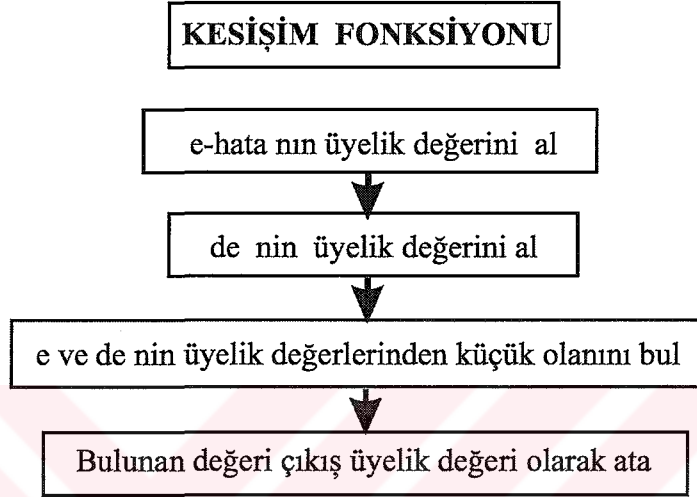 KESİŞİM FONKSİYONU
e-hata nın üyelik değerini al
de nin üyelik değerini al
e ve de nin üyelik değerlerinden küçük olanını bul
Bulunan değeri çıkış üyelik değeri olarak ata